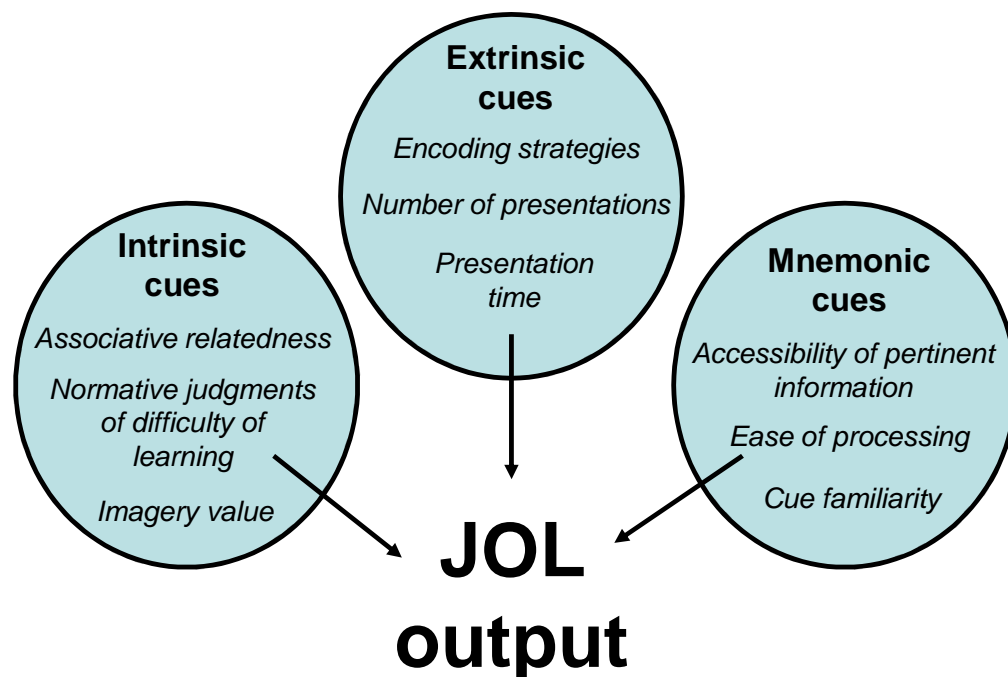 Extrinsic
cues
Encoding strategies
Number of presentations
Presentation
time
Intrinsic
cues
Associative relatedness
Normative judgments
of difficulty of
learning
Imagery value
Mnemonic
cues
Accessibility of pertinent
information
Ease of processing
Cue familiarity
JOL
output